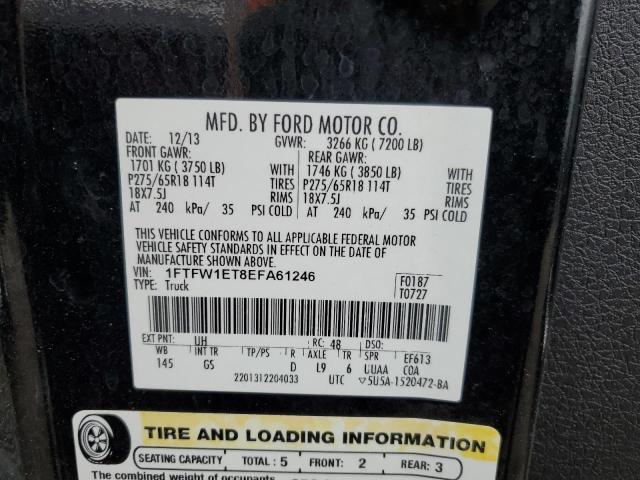 MFD. BY FORD MOTOR CO.
DATE: 12/13 GVWR: 3266 KG ( 7200 LB)
FRONT GAWR: REAR GAWR:
1701 KG ( 3750 LB) WITH 1746 KG ( 3850 LB) WITH
P275/65R18 114T TIRES P275/65R18 114T TIRES
18X7.5J RIMS 18X7.5J RIMS
AT 240 kPa/ 35 PSI COLD AT 240 kPa/ 35 PSI COLD
THIS VEHICLE CONFORMS TO ALL APPLICABLE FEDERAL MOTOR
VEHICLE SAFETY STANDARDS IN EFFECT ON THE DATE OF
MANUFACTURE SHOWN ABOVE.
VIN: 1FTFW1ET8EFA61246 F0187
TYPE: Truck T0727
EXT PNT: UH RC: 48 DSO:
WB INT TR TP/PS R AXLE TR SPR EF613
145 GS D L9 6 UUAA COA
2201312204033 UTC ▽5U5A-1520472-BA
TIRE AND LOADING INFORMATION
SEATING CAPACITY TOTAL : 5 FRONT: 2 REAR: 3
The combined weight of occupants